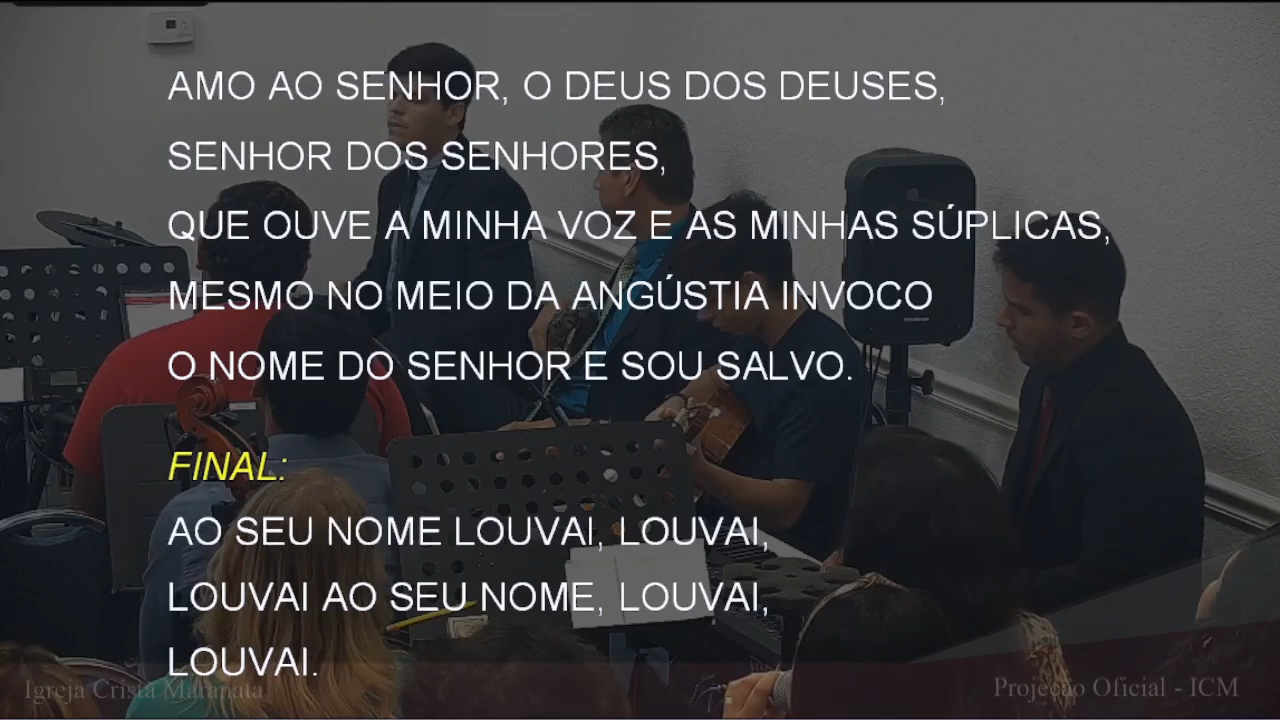 AMO AO SENHOR, O DEUS DOS DEUSES,
SENHOR DOS SENHORES,
QUE OUVE A MINHA VOZ E AS MINHAS SÚPLICAS,
MESMO NO MEIO DA ANGÚSTIA INVOCO
O NOME DO SENHOR E SOU SALVO.
FINAL:
AO SEU NOME LOUVAI, LOUVAI,
LOUVAI AO SEU NOME, LOUVAI,
LOUVAI.
Igreja Cristã Maranata
Projeção Oficial - ICM